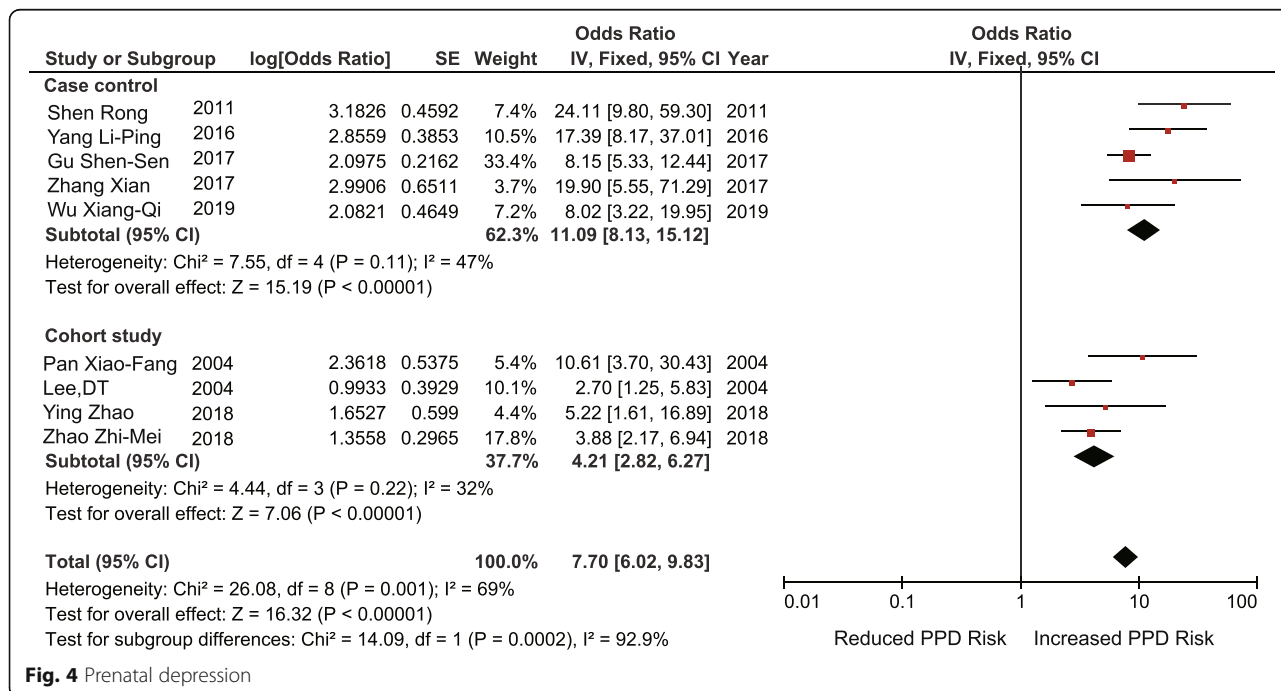 Odds Ratio Odds Ratio
Study or Subgroup log[Odds Ratio] SE Weight IV, Fixed, 95% CI Year IV, Fixed, 95% CI
Case control
Shen Rong 2011 3.1826 0.4592 7.4% 24.11 [9.80, 59.30] 2011
Yang Li-Ping 2016 2.8559 0.3853 10.5% 17.39 [8.17, 37.01] 2016
Gu Shen-Sen 2017 2.0975 0.2162 33.4% 8.15 [5.33, 12.44] 2017
Zhang Xian 2017 2.9906 0.6511 3.7% 19.90 [5.55, 71.29] 2017
Wu Xiang-Qi 2019 2.0821 0.4649 7.2% 8.02 [3.22, 19.95] 2019
Subtotal (95% CI) 62.3% 11.09 [8.13, 15.12]
Heterogeneity: Chi² = 7.55, df = 4 (P = 0.11); I² = 47%
Test for overall effect: Z = 15.19 (P < 0.00001)
Cohort study
Pan Xiao-Fang 2004 2.3618 0.5375 5.4% 10.61 [3.70, 30.43] 2004
Lee,DT 2004 0.9933 0.3929 10.1% 2.70 [1.25, 5.83] 2004
Ying Zhao 2018 1.6527 0.599 4.4% 5.22 [1.61, 16.89] 2018
Zhao Zhi-Mei 2018 1.3558 0.2965 17.8% 3.88 [2.17, 6.94] 2018
Subtotal (95% CI) 37.7% 4.21 [2.82, 6.27]
Heterogeneity: Chi² = 4.44, df = 3 (P = 0.22); I² = 32%
Test for overall effect: Z = 7.06 (P < 0.00001)
Total (95% CI) 100.0% 7.70 [6.02, 9.83]
Heterogeneity: Chi² = 26.08, df = 8 (P = 0.001); I² = 69%
Test for overall effect: Z = 16.32 (P < 0.00001)
Test for subgroup differences: Chi² = 14.09, df = 1 (P = 0.0002), I² = 92.9%
0.01 0.1 1 10 100
Reduced PPD Risk Increased PPD Risk
Fig. 4 Prenatal depression